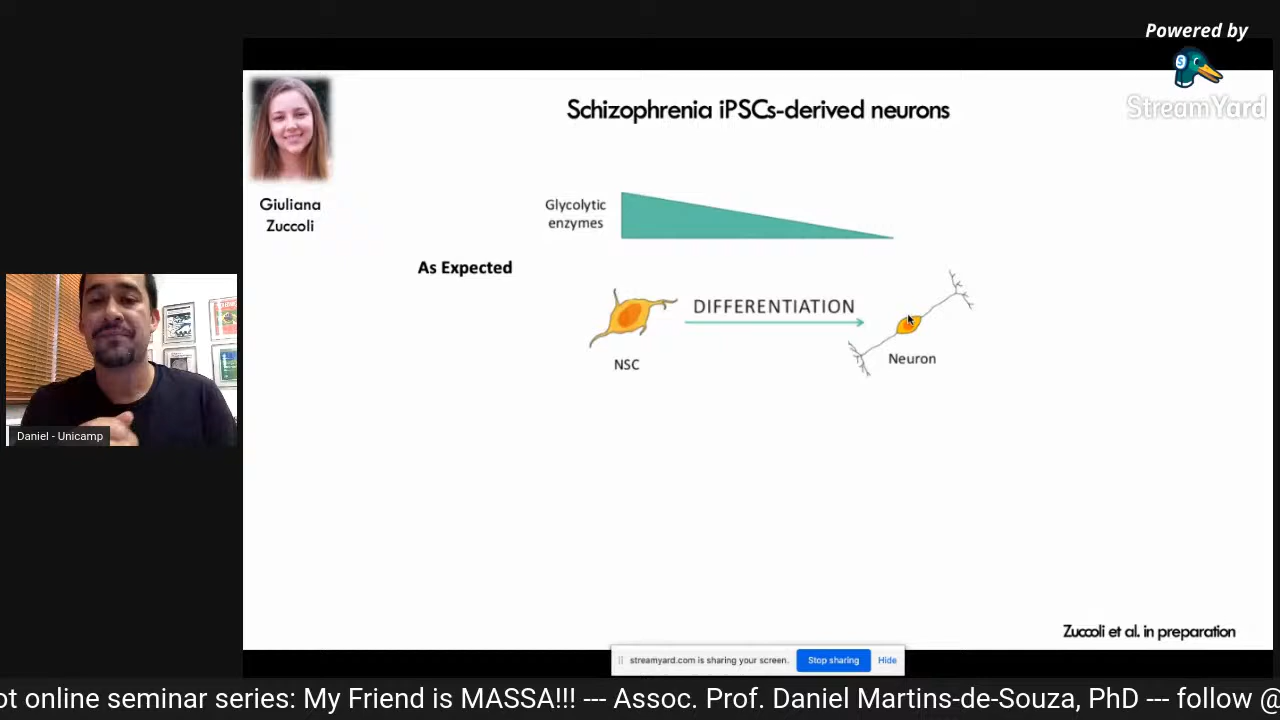 Powered by
StreamYard
Schizophrenia iPSCs-derived neurons
Giuliana
Zuccoli
Glycolytic
enzymes
As Expected
DIFFERENTIATION
NSC
Neuron
Daniel - Unicamp
Zuccoli et al. in preparation
streamyard.com is sharing your screen.
Stop sharing
Hide
ot online seminar series: My Friend is MASSA!!! --- Assoc. Prof. Daniel Martins-de-Souza, PhD --- follow @